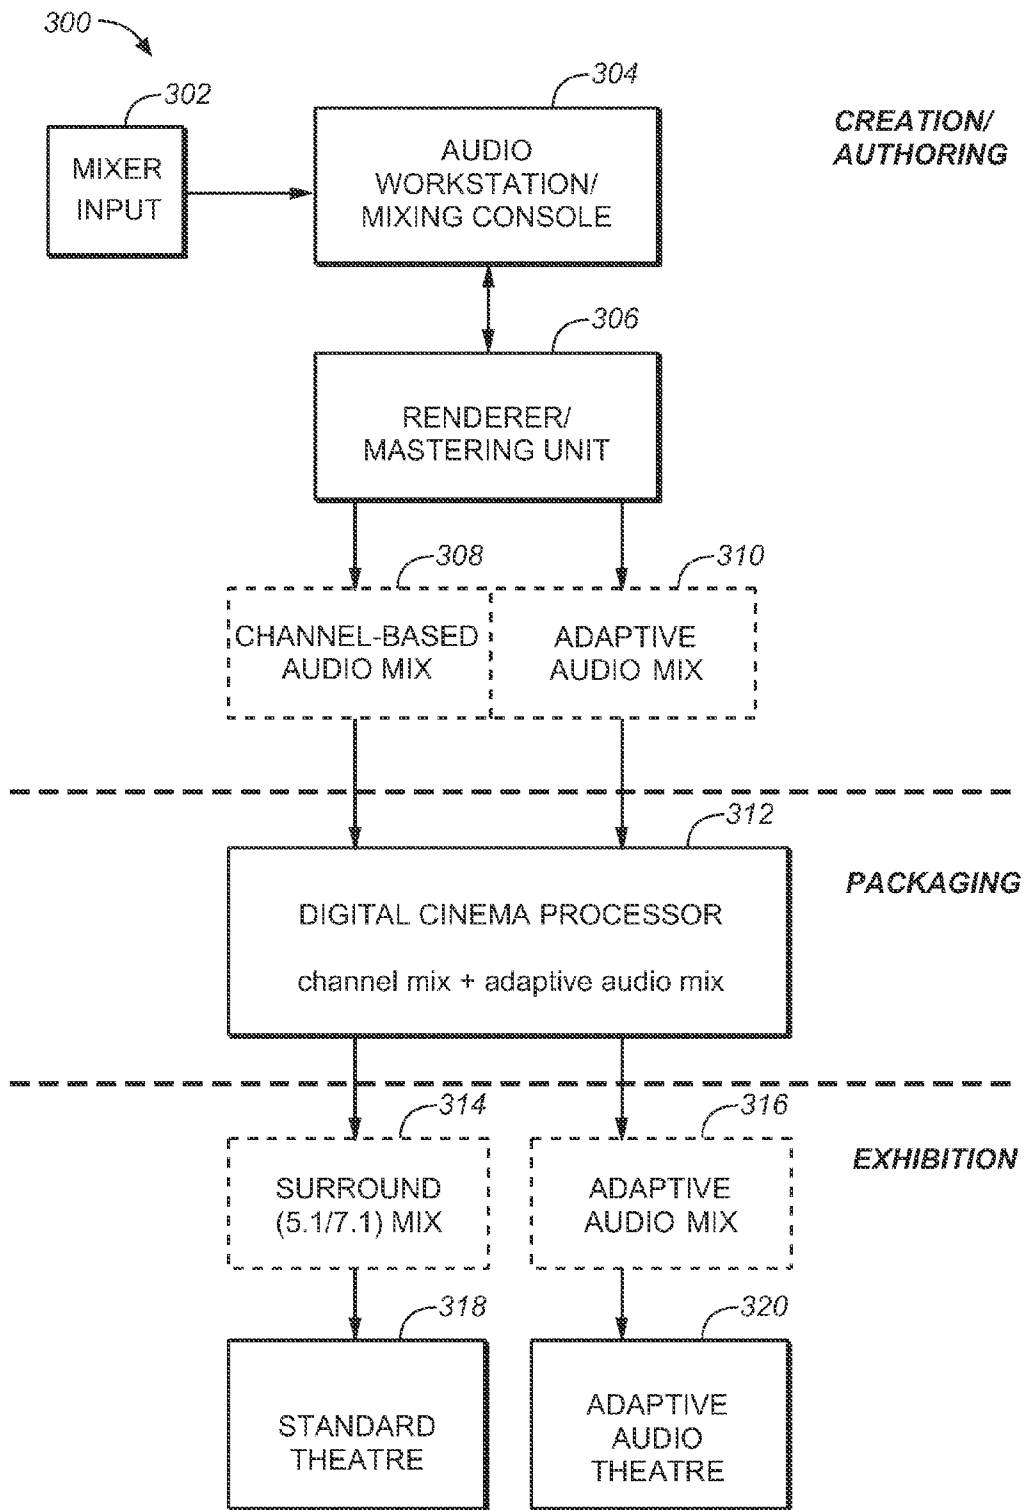 300
302
304
MIXER
INPUT
AUDIO
WORKSTATION/
MIXING CONSOLE
CREATION/
AUTHORING
306
RENDERER/
MASTERING UNIT
308
310
CHANNEL-BASED
AUDIO MIX
ADAPTIVE
AUDIO MIX
312
DIGITAL CINEMA PROCESSOR
channel mix + adaptive audio mix
PACKAGING
314
316
SURROUND
(5.1/7.1) MIX
ADAPTIVE
AUDIO MIX
EXHIBITION
318
320
STANDARD
THEATRE
ADAPTIVE
AUDIO
THEATRE